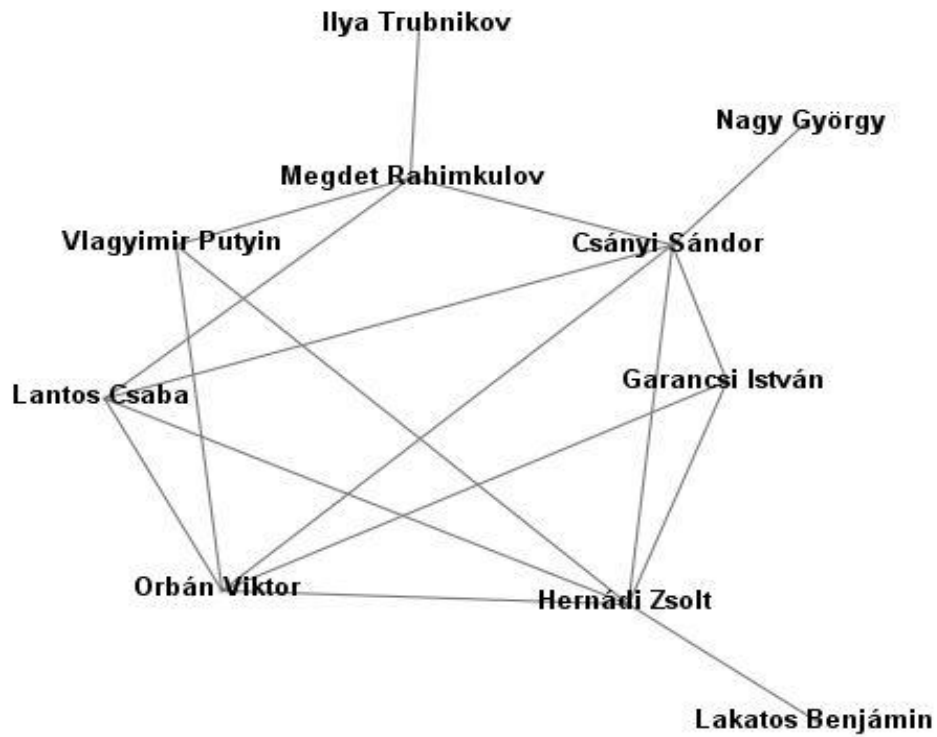 Ilya Trubnikov
Nagy György
Megdet Rahimkulov
Vlagyimir Putyin
Csányi Sándor
Garancsi István
Lantos Csaba
Orbán Viktor
Hernádi Zsolt
Lakatos Benjámin